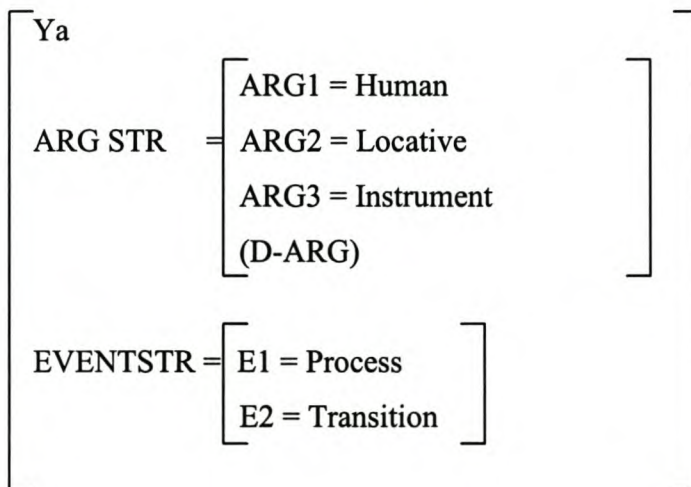 Ya
ARG1 = Human
ARG STR = ARG2 = Locative
ARG3 = Instrument
(D-ARG)
EVENTSTR = E1 = Process
E2 = Transition